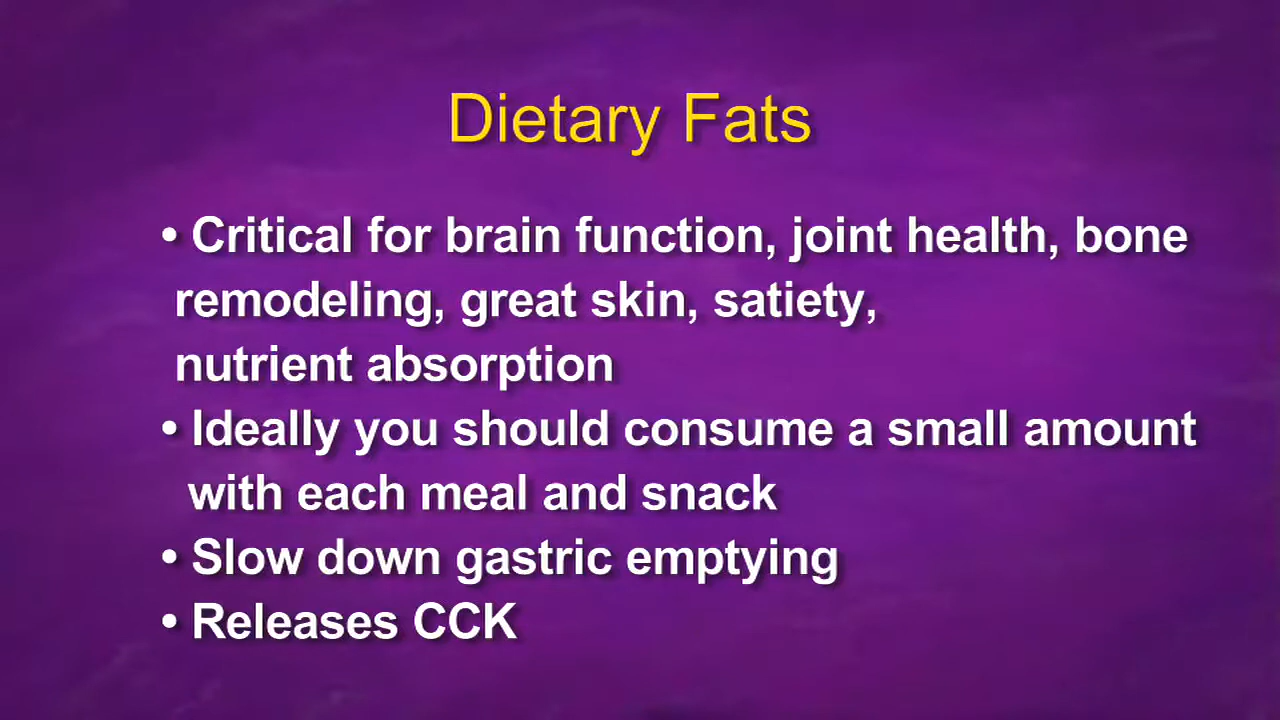 Dietary Fats
• Critical for brain function, joint health, bone
remodeling, great skin, satiety,
nutrient absorption
• Ideally you should consume a small amount
with each meal and snack
• Slow down gastric emptying
• Releases CCK